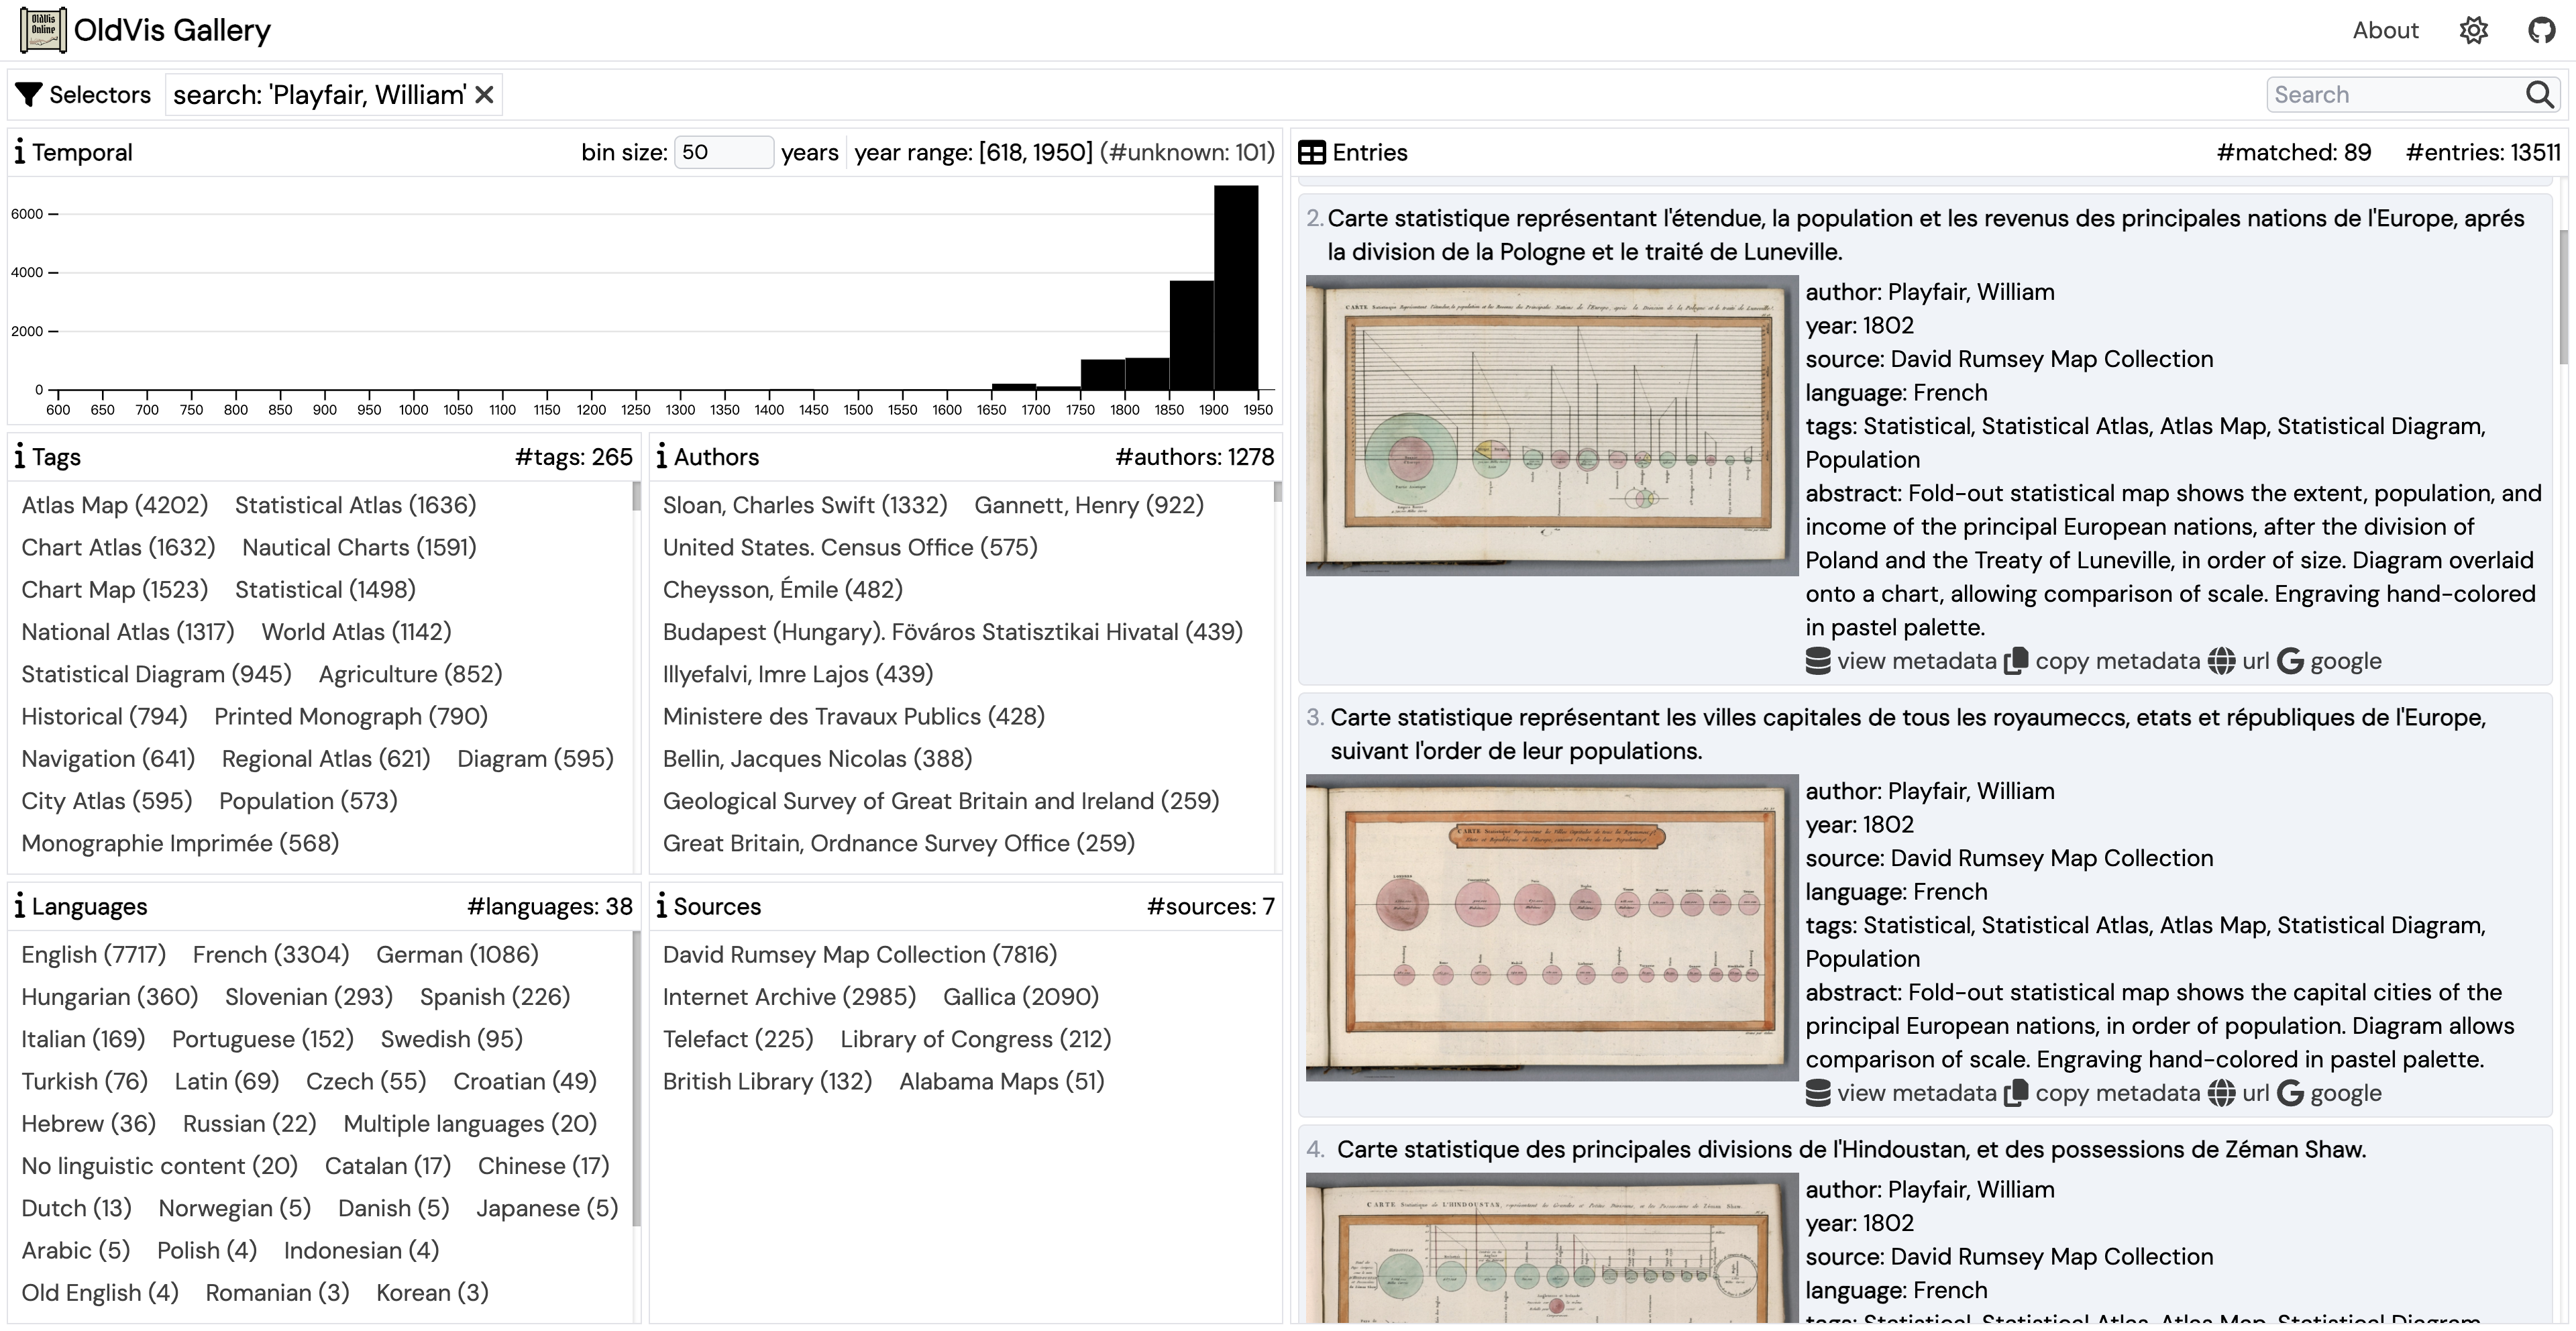 OldVis Online
OldVis Gallery
About
Selectors
search: 'Playfair, William'
Search
Temporal
bin size: 50 years
year range: [618, 1950] (#unknown: 101)
6000
4000
2000
0
600 650 700 750 800 850 900 950 1000 1050 1100 1150 1200 1250 1300 1350 1400 1450 1500 1550 1600 1650 1700 1750 1800 1850 1900 1950
Tags
#tags: 265
Atlas Map (4202) Statistical Atlas (1636)
Chart Atlas (1632) Nautical Charts (1591)
Chart Map (1523) Statistical (1498)
National Atlas (1317) World Atlas (1142)
Statistical Diagram (945) Agriculture (852)
Historical (794) Printed Monograph (790)
Navigation (641) Regional Atlas (621) Diagram (595)
City Atlas (595) Population (573)
Monographie Imprimée (568)
Authors
#authors: 1278
Sloan, Charles Swift (1332) Gannett, Henry (922)
United States. Census Office (575)
Cheysson, Émile (482)
Budapest (Hungary). Föváros Statisztikai Hivatal (439)
Illyefalvi, Imre Lajos (439)
Ministere des Travaux Publics (428)
Bellin, Jacques Nicolas (388)
Geological Survey of Great Britain and Ireland (259)
Great Britain, Ordnance Survey Office (259)
Languages
#languages: 38
English (7717) French (3304) German (1086)
Hungarian (360) Slovenian (293) Spanish (226)
Italian (169) Portuguese (152) Swedish (95)
Turkish (76) Latin (69) Czech (55) Croatian (49)
Hebrew (36) Russian (22) Multiple languages (20)
No linguistic content (20) Catalan (17) Chinese (17)
Dutch (13) Norwegian (5) Danish (5) Japanese (5)
Arabic (5) Polish (4) Indonesian (4)
Old English (4) Romanian (3) Korean (3)
Sources
#sources: 7
David Rumsey Map Collection (7816)
Internet Archive (2985) Gallica (2090)
Telefact (225) Library of Congress (212)
British Library (132) Alabama Maps (51)
Entries
#matched: 89 #entries: 13511
2. Carte statistique représentant l'étendue, la population et les revenus des principales nations de l'Europe, aprés
la division de la Pologne et le traité de Luneville.
author: Playfair, William
year: 1802
source: David Rumsey Map Collection
language: French
tags: Statistical, Statistical Atlas, Atlas Map, Statistical Diagram,
Population
abstract: Fold-out statistical map shows the extent, population, and
income of the principal European nations, after the division of
Poland and the Treaty of Luneville, in order of size. Diagram overlaid
onto a chart, allowing comparison of scale. Engraving hand-colored
in pastel palette.
view metadata copy metadata url google
3. Carte statistique représentant les villes capitales de tous les royaumeccs, etats et républiques de l'Europe,
suivant l'order de leur populations.
author: Playfair, William
year: 1802
source: David Rumsey Map Collection
language: French
tags: Statistical, Statistical Atlas, Atlas Map, Statistical Diagram,
Population
abstract: Fold-out statistical map shows the capital cities of the
principal European nations, in order of population. Diagram allows
comparison of scale. Engraving hand-colored in pastel palette.
view metadata copy metadata url google
4. Carte statistique des principales divisions de l'Hindoustan, et des possessions de Zéman Shaw.
author: Playfair, William
year: 1802
source: David Rumsey Map Collection
language: French
tags: Statistical, Statistical Atlas, Atlas Map, Statistical Diagram,